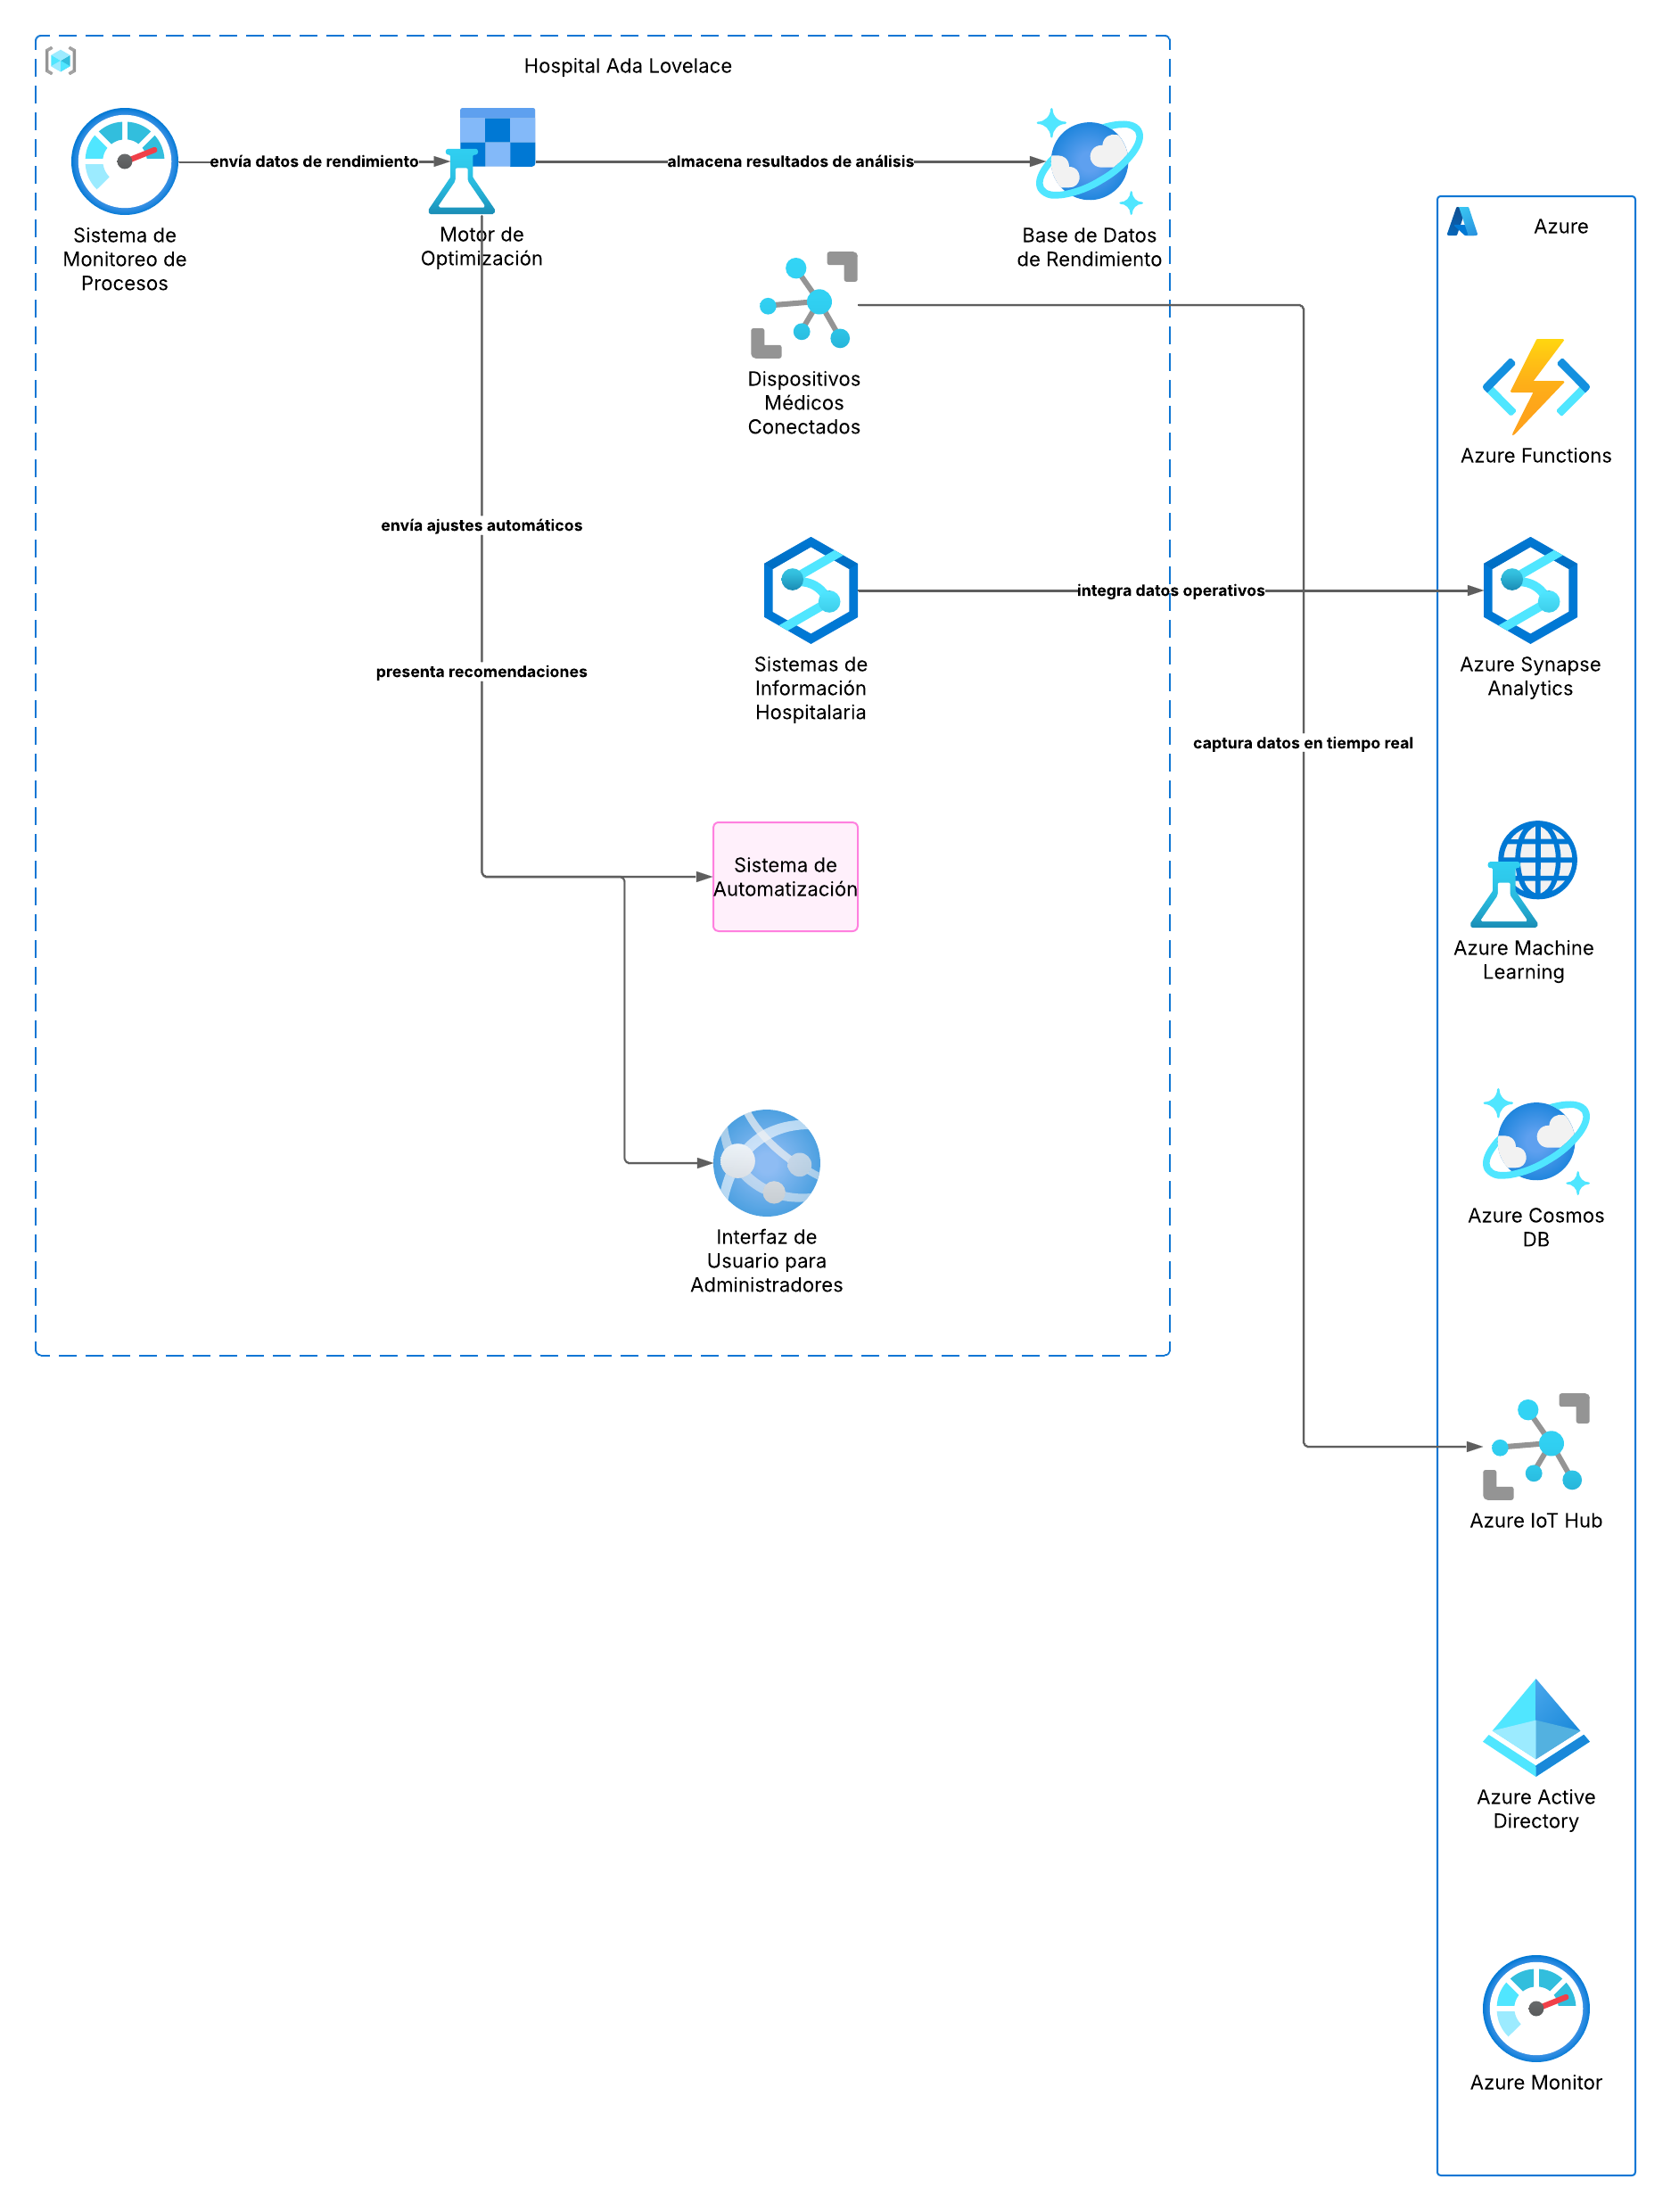 Hospital Ada Lovelace
envía datos de rendimiento
almacena resultados de análisis
Sistema de
Monitoreo de
Procesos
Motor de
Optimización
Base de Datos
de Rendimiento
Azure
Dispositivos
Médicos
Conectados
Azure Functions
envía ajustes automáticos
integra datos operativos
presenta recomendaciones
Sistemas de
Información
Hospitalaria
Azure Synapse
Analytics
captura datos en tiempo real
Sistema de
Automatización
Azure Machine
Learning
Interfaz de
Usuario para
Administradores
Azure Cosmos
DB
Azure IoT Hub
Azure Active
Directory
Azure Monitor